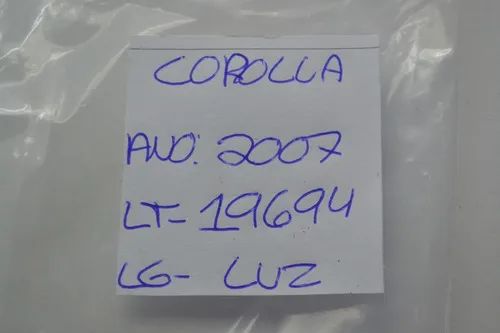 COROLLA
ANO: 2007
LT-19694
LG- LUZ